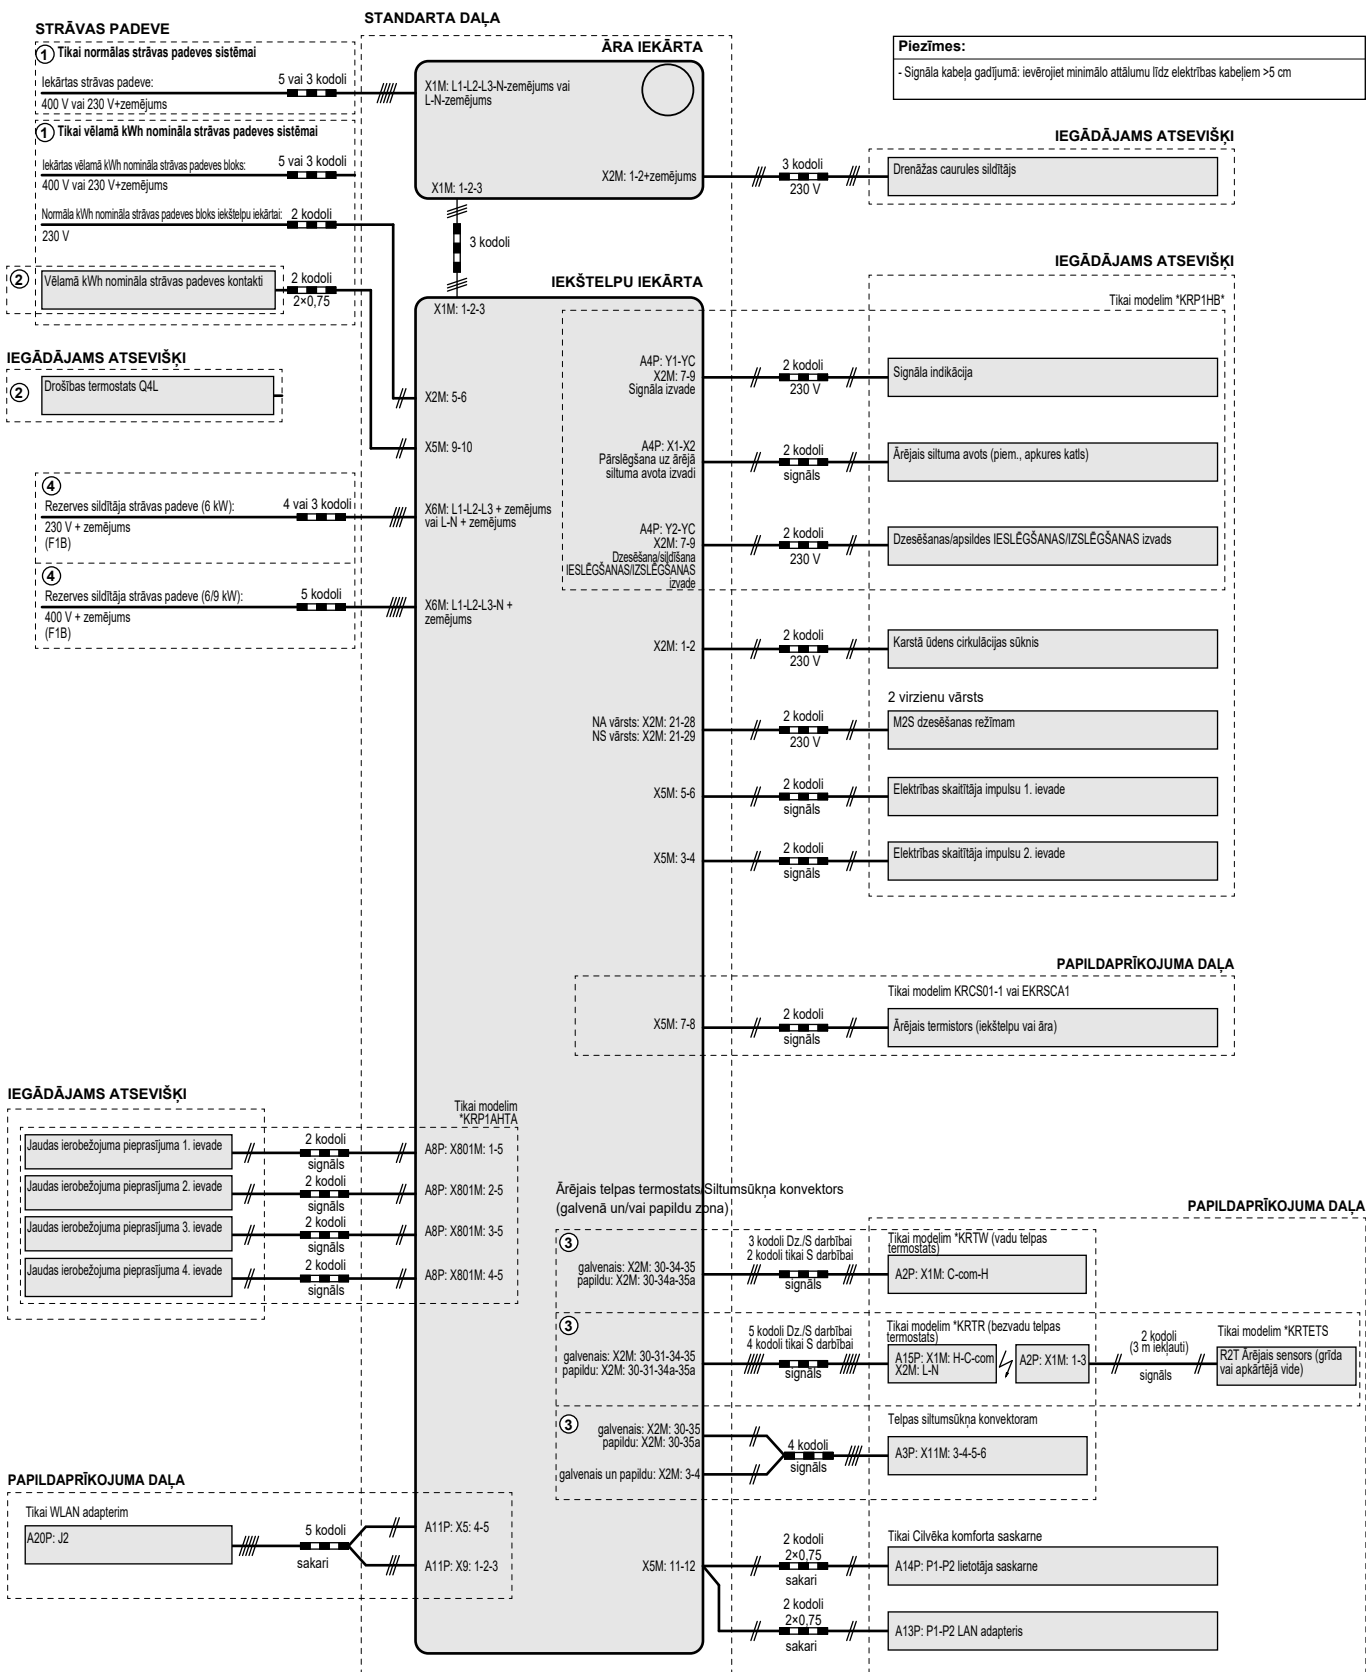 STANDARTA DAĻA
STRĀVAS PADEVE
1 Tikai normālas strāvas padeves sistēmai
Iekārtas strāvas padeve:
5 vai 3 kodoli
400 V vai 230 V+zemējums
1 Tikai vēlamā kWh nomināla strāvas padeves sistēmai
Iekārtas vēlamā kWh nomināla strāvas padeves bloks:
5 vai 3 kodoli
400 V vai 230 V+zemējums
Normāla kWh nomināla strāvas padeves bloks iekštelpu iekārtai:
2 kodoli
230 V
2
Vēlamā kWh nomināla strāvas padeves kontakti
2 kodoli
2×0,75
IEGĀDĀJAMS ATSEVIŠĶI
2
Drošības termostats Q4L
4
Rezerves sildītāja strāvas padeve (6 kW):
4 vai 3 kodoli
230 V + zemējums
(F1B)
4
Rezerves sildītāja strāvas padeve (6/9 kW):
5 kodoli
400 V + zemējums
(F1B)
ĀRA IEKĀRTA
X1M: L1-L2-L3-N-zemējums vai
L-N-zemējums
X2M: 1-2+zemējums
X1M: 1-2-3
3 kodoli
IEKŠTELPU IEKĀRTA
X1M: 1-2-3
X2M: 5-6
X5M: 9-10
X6M: L1-L2-L3 + zemējums
vai L-N + zemējums
X6M: L1-L2-L3-N +
zemējums
Piezīmes:
- Signāla kabeļa gadījumā: ievērojiet minimālo attālumu līdz elektrības kabeļiem >5 cm
IEGĀDĀJAMS ATSEVIŠĶI
3 kodoli
230 V
Drenāžas caurules sildītājs
IEGĀDĀJAMS ATSEVIŠĶI
Tikai modelim *KRP1HB*
A4P: Y1-YC
X2M: 7-9
Signāla izvade
2 kodoli
230 V
Signāla indikācija
A4P: X1-X2
Pārslēgšana uz ārējā
siltuma avota izvadi
2 kodoli
signāls
Ārējais siltuma avots (piem., apkures katls)
A4P: Y2-YC
X2M: 7-9
Dzesēšana/sildīšana
IESLĒGŠANAS/IZSLĒGŠANAS
izvade
2 kodoli
230 V
Dzesēšanas/apsildes IESLĒGŠANAS/IZSLĒGŠANAS izvads
X2M: 1-2
2 kodoli
230 V
Karstā ūdens cirkulācijas sūknis
2 virzienu vārsts
NA vārsts: X2M: 21-28
NS vārsts: X2M: 21-29
2 kodoli
230 V
M2S dzesēšanas režīmam
X5M: 5-6
2 kodoli
signāls
Elektrības skaitītāja impulsu 1. ievade
X5M: 3-4
2 kodoli
signāls
Elektrības skaitītāja impulsu 2. ievade
PAPILDAPRĪKOJUMA DAĻA
Tikai modelim KRCS01-1 vai EKRSCA1
X5M: 7-8
2 kodoli
signāls
Ārējais termistors (iekštelpu vai āra)
IEGĀDĀJAMS ATSEVIŠĶI
Tikai modelim
*KRP1AHTA
Jaudas ierobežojuma pieprasījuma 1. ievade
2 kodoli
signāls
A8P: X801M: 1-5
Jaudas ierobežojuma pieprasījuma 2. ievade
2 kodoli
signāls
A8P: X801M: 2-5
Jaudas ierobežojuma pieprasījuma 3. ievade
2 kodoli
signāls
A8P: X801M: 3-5
Jaudas ierobežojuma pieprasījuma 4. ievade
2 kodoli
signāls
A8P: X801M: 4-5
Ārējais telpas termostats/Siltumsūkņa konvektors
(galvenā un/vai papildu zona)
PAPILDAPRĪKOJUMA DAĻA
3
galvenais: X2M: 30-34-35
papildu: X2M: 30-34a-35a
3 kodoli Dz./S darbībai
2 kodoli tikai S darbībai
signāls
Tikai modelim *KRTW (vadu telpas
termostats)
A2P: X1M: C-com-H
3
galvenais: X2M: 30-31-34-35
papildu: X2M: 30-31-34a-35a
5 kodoli Dz./S darbībai
4 kodoli tikai S darbībai
signāls
Tikai modelim *KRTR (bezvadu telpas
termostats)
A15P: X1M: H-C-com
X2M: L-N
A2P: X1M: 1-3
2 kodoli
(3 m iekļauti)
signāls
Tikai modelim *KRTETS
R2T Ārējais sensors (grīda
vai apkārtējā vide)
3
galvenais: X2M: 30-35
papildu: X2M: 30-35a
galvenais un papildu: X2M: 3-4
4 kodoli
signāls
Telpas siltumsūkņa konvektoram
A3P: X11M: 3-4-5-6
PAPILDAPRĪKOJUMA DAĻA
Tikai WLAN adapterim
A20P: J2
5 kodoli
sakari
A11P: X5: 4-5
A11P: X9: 1-2-3
X5M: 11-12
2 kodoli
2×0,75
sakari
Tikai Cilvēka komforta saskarne
A14P: P1-P2 lietotāja saskarne
2 kodoli
2×0,75
sakari
A13P: P1-P2 LAN adapteris